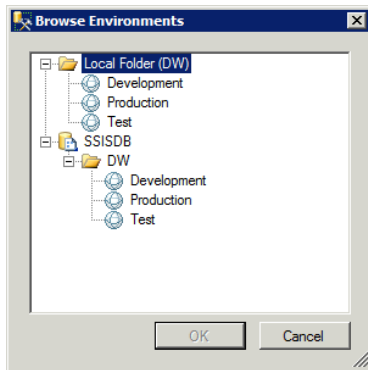 Browse Environments
Local Folder (DW)
Development
Production
Test
SSISDB
DW
Development
Production
Test
OK
Cancel